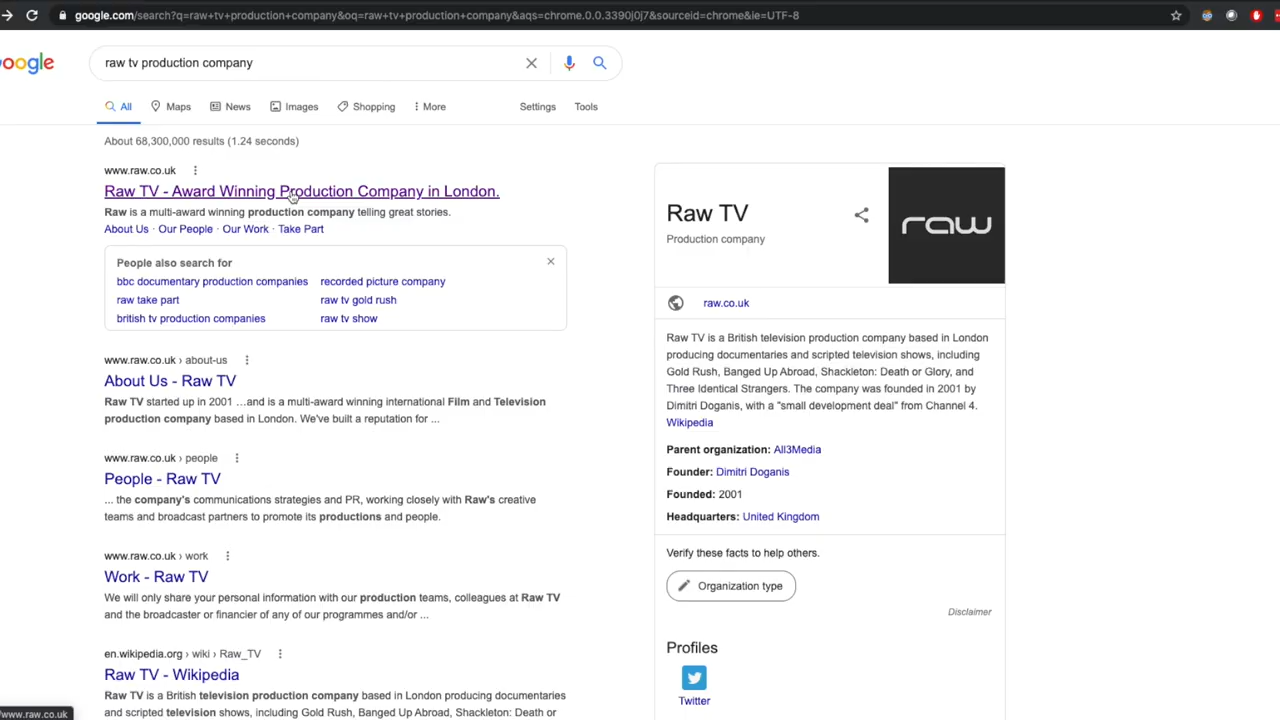 google.com/search?q=raw+tv+production+company&oq=raw+tv+production+company&aqs=chrome.0.0.3390j0j7&sourceid=chrome&ie=UTF-8
oogle
raw tv production company
All Maps News Images Shopping More Settings Tools
About 68,300,000 results (1.24 seconds)
www.raw.co.uk
Raw TV - Award Winning Production Company in London.
Raw is a multi-award winning production company telling great stories.
About Us · Our People · Our Work · Take Part
People also search for
bbc documentary production companies recorded picture company
raw take part raw tv gold rush
british tv production companies raw tv show
www.raw.co.uk › about-us
About Us - Raw TV
Raw TV started up in 2001 ...and is a multi-award winning international Film and Television
production company based in London. We've built a reputation for ...
www.raw.co.uk › people
People - Raw TV
... the company's communications strategies and PR, working closely with Raw's creative
teams and broadcast partners to promote its productions and people.
www.raw.co.uk › work
Work - Raw TV
We will only share your personal information with our production teams, colleagues at Raw TV
and the broadcaster or financier of any of our programmes and/or ...
en.wikipedia.org › wiki › Raw_TV
Raw TV - Wikipedia
Raw TV is a British television production company based in London producing documentaries
and scripted television shows, including Gold Rush, Banged Up Abroad, Shackleton: Death or
/www.raw.co.uk
Raw TV
Production company
raw
raw.co.uk
Raw TV is a British television production company based in London
producing documentaries and scripted television shows, including
Gold Rush, Banged Up Abroad, Shackleton: Death or Glory, and
Three Identical Strangers. The company was founded in 2001 by
Dimitri Doganis, with a "small development deal" from Channel 4.
Wikipedia
Parent organization: All3Media
Founder: Dimitri Doganis
Founded: 2001
Headquarters: United Kingdom
Verify these facts to help others.
Organization type
Disclaimer
Profiles
Twitter